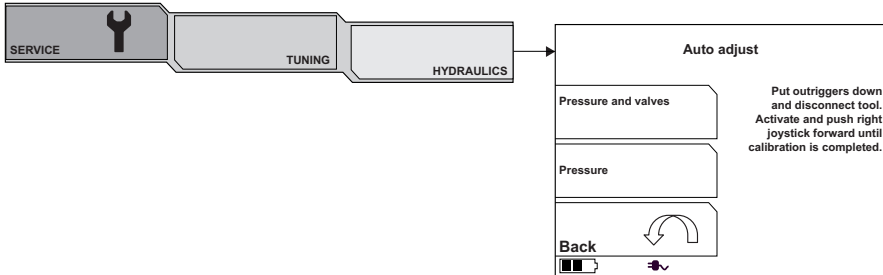 SERVICE
TUNING
HYDRAULICS
Auto adjust
Pressure and valves
Put outriggers down
and disconnect tool.
Activate and push right
joystick forward until
calibration is completed.
Pressure
Back